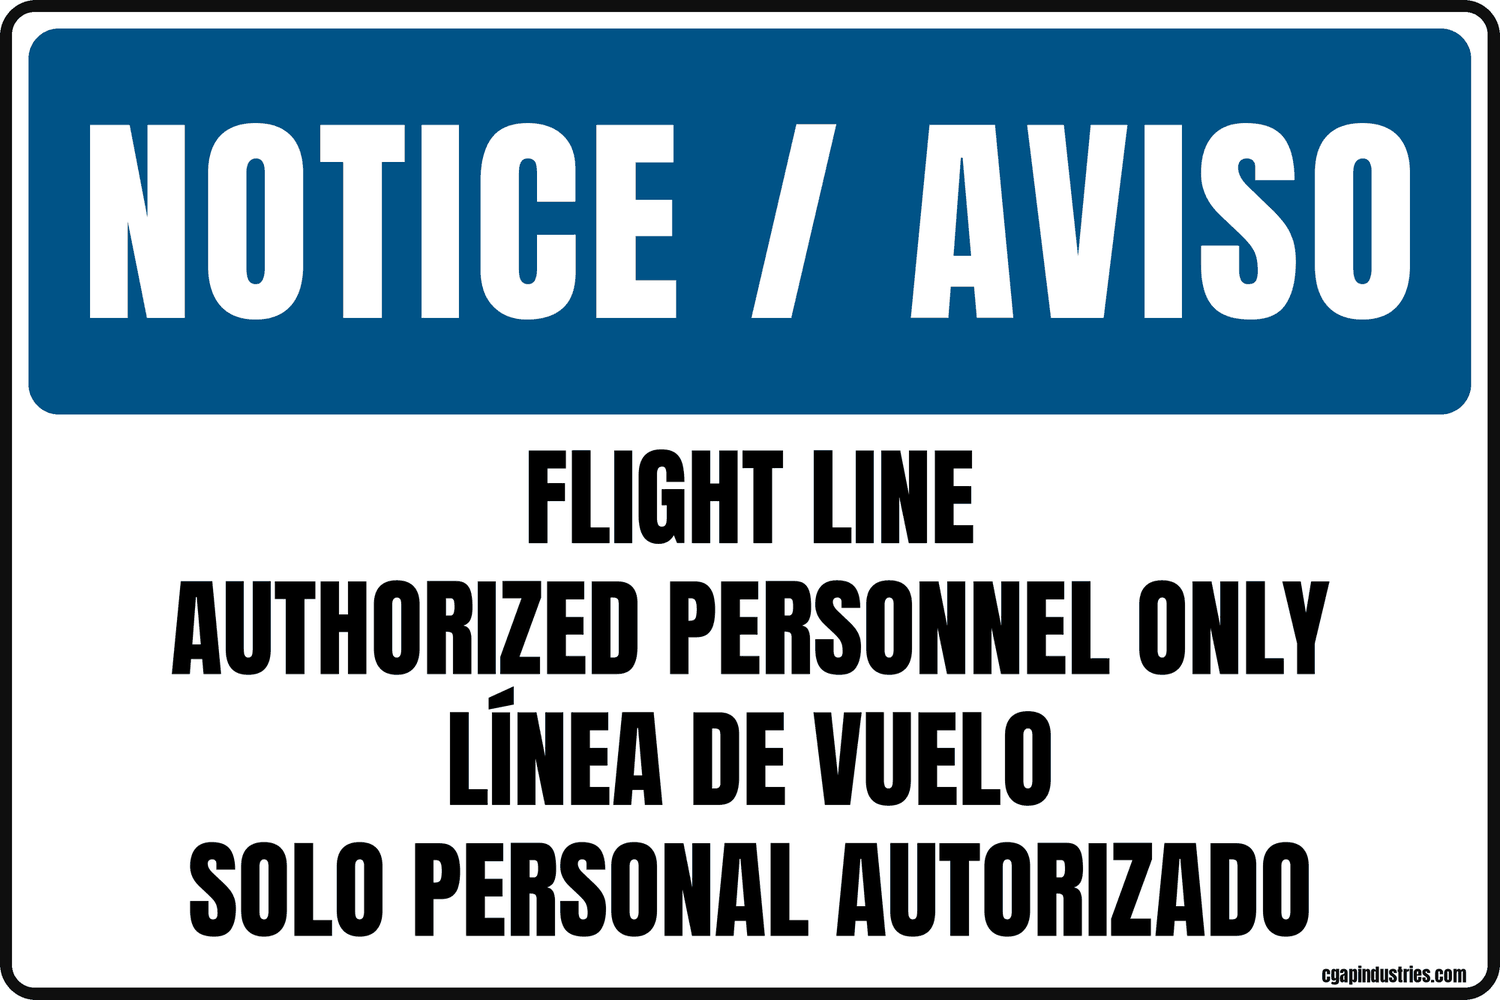 NOTICE / AVISO
FLIGHT LINE
AUTHORIZED PERSONNEL ONLY
LÍNEA DE VUELO
SOLO PERSONAL AUTORIZADO
cgapindustries.com